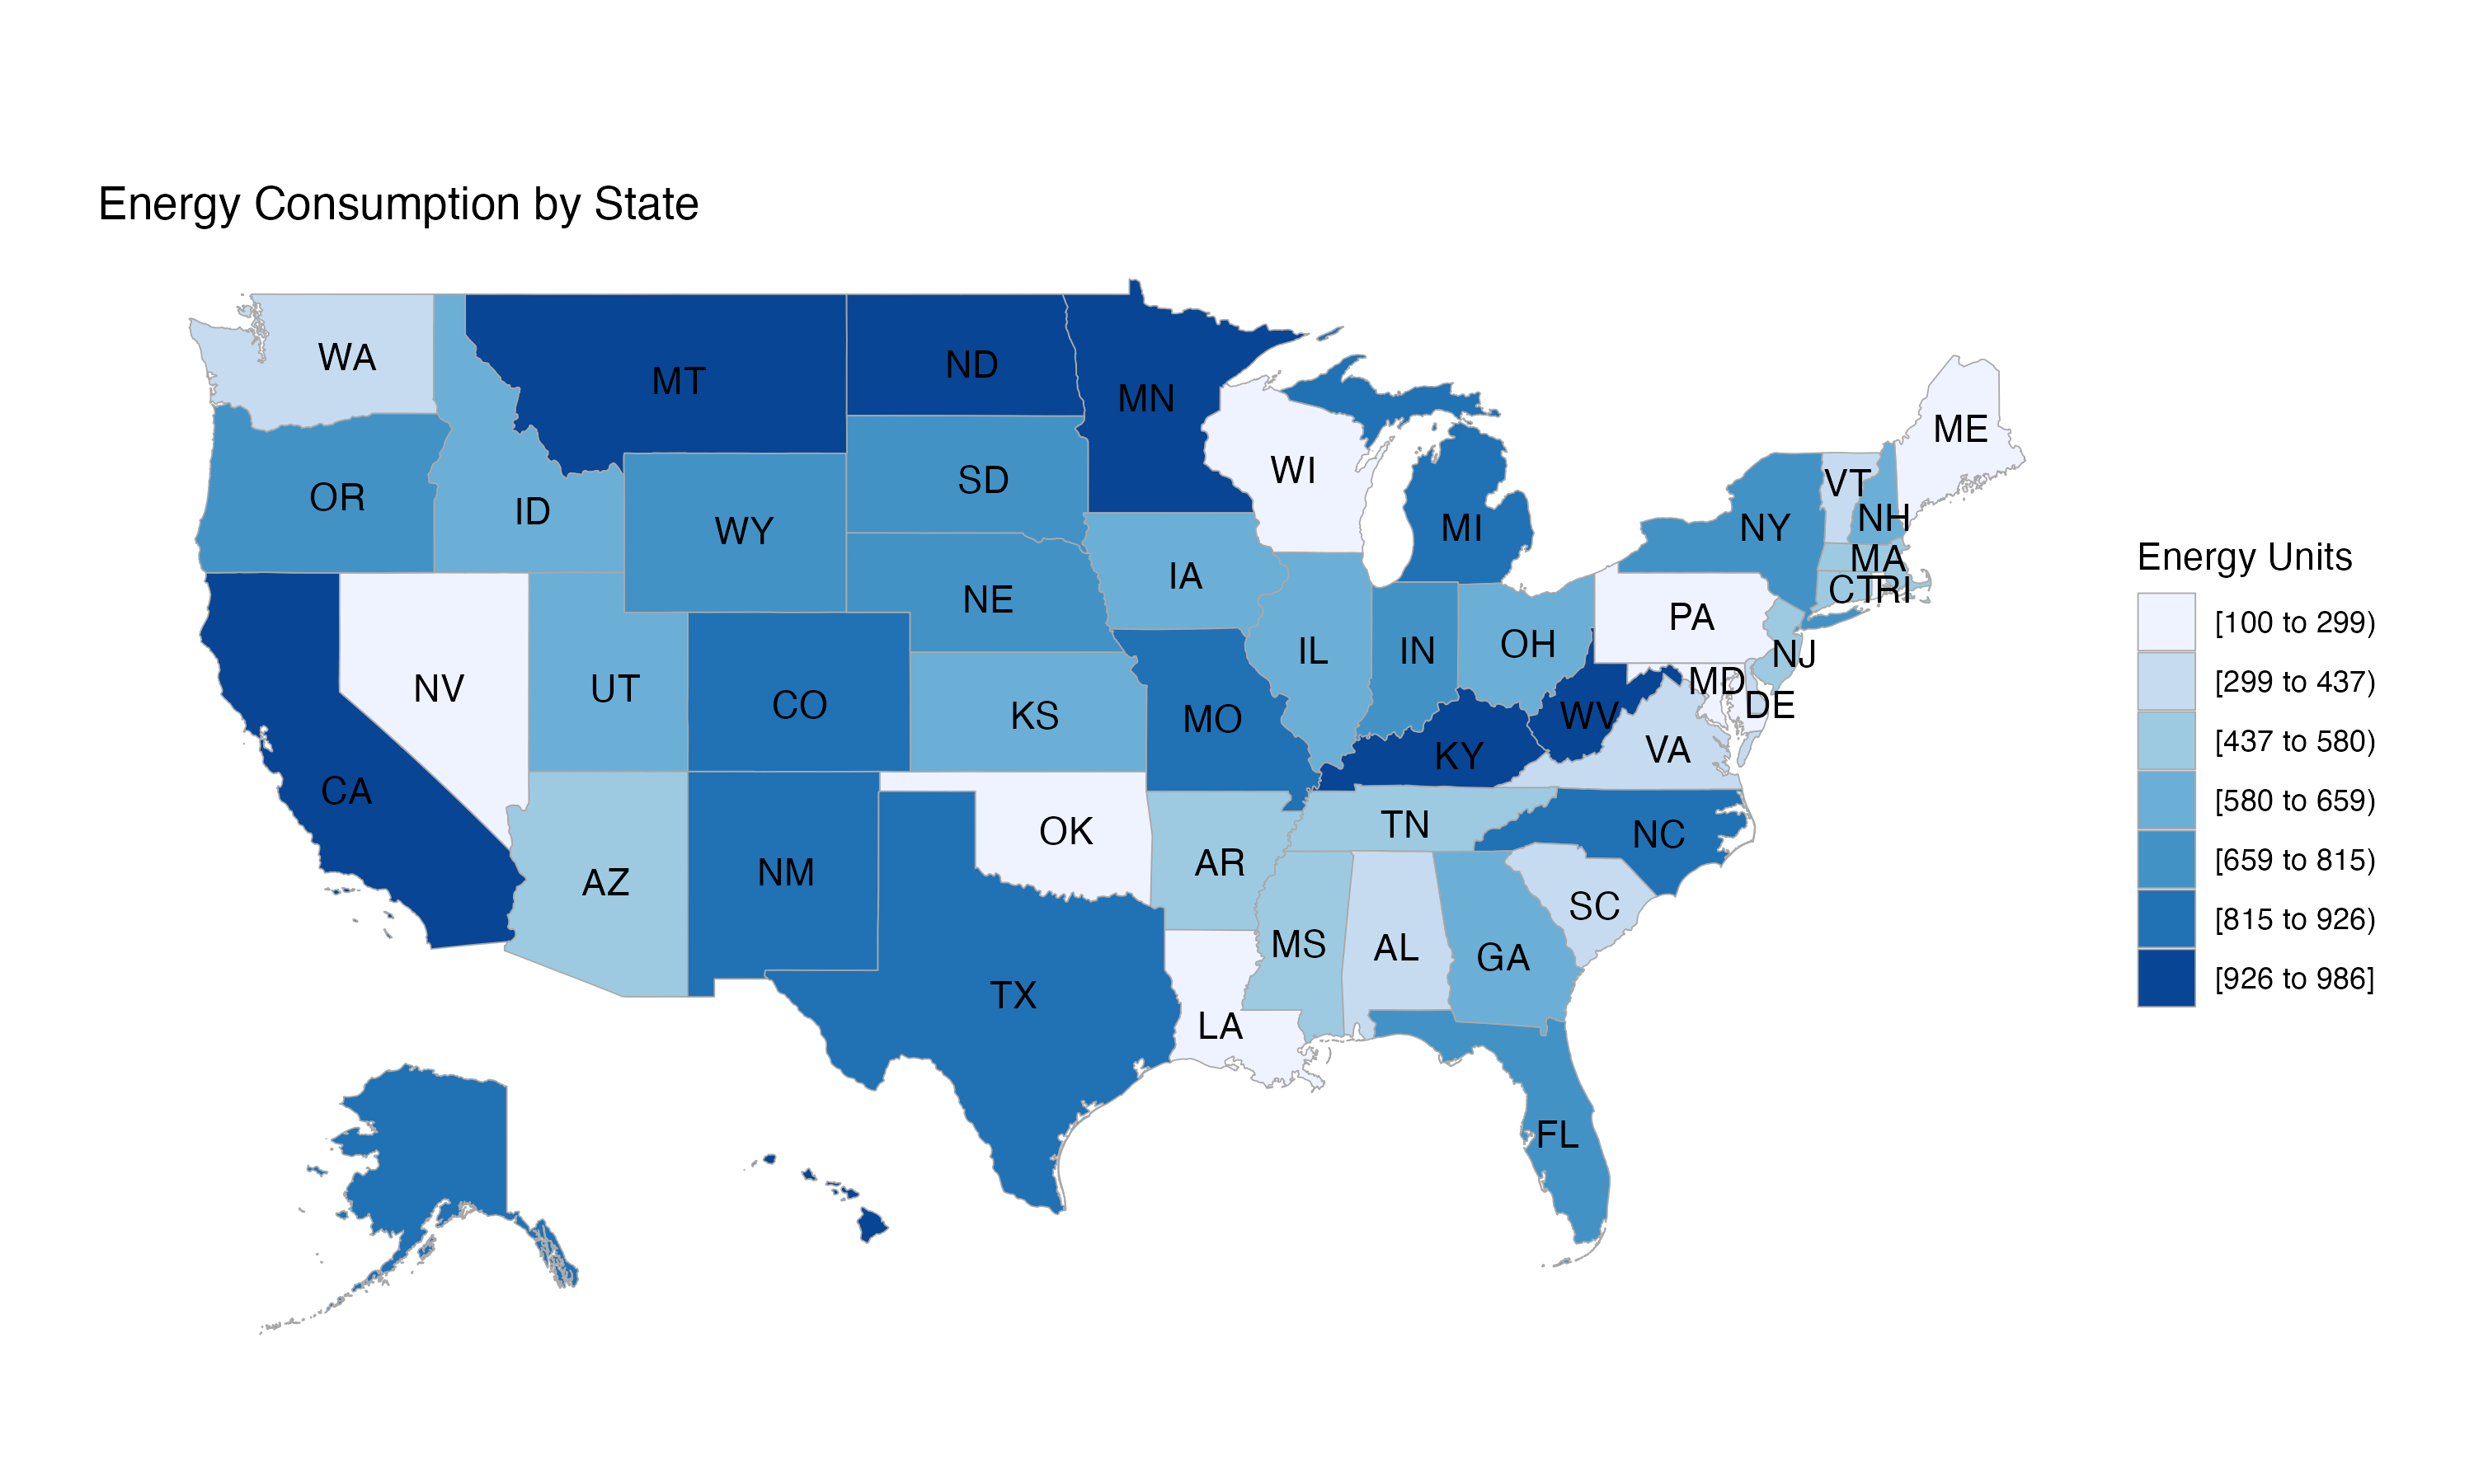 Energy Consumption by State
WA
MT
ND
MN
ME
WI
SD
VT
OR
ID
NH
WY
MI
NY
MA
IA
CT
RI
NE
PA
OH
IL
IN
NJ
MD
NV
UT
CO
DE
KS
MO
WV
VA
KY
CA
TN
OK
NC
AR
NM
AZ
SC
MS
AL
GA
TX
LA
FL
Energy Units
[100 to 299)
[299 to 437)
[437 to 580)
[580 to 659)
[659 to 815)
[815 to 926)
[926 to 986]